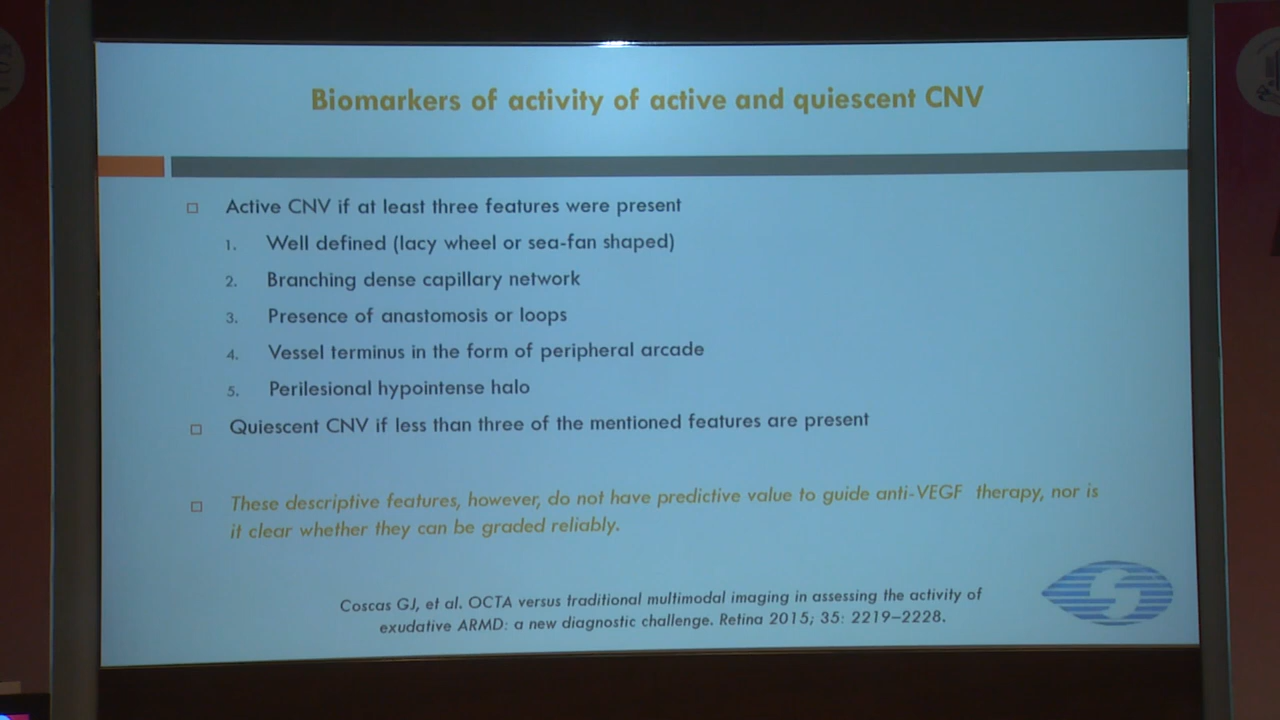 Biomarkers of activity of active and quiescent CNV
Active CNV if at least three features were present
1. Well defined (lacy wheel or sea-fan shaped)
2. Branching dense capillary network
3. Presence of anastomosis or loops
4. Vessel terminus in the form of peripheral arcade
5. Perilesional hypointense halo
Quiescent CNV if less than three of the mentioned features are present
These descriptive features, however, do not have predictive value to guide anti-VEGF therapy, nor is
it clear whether they can be graded reliably.
Coscas GJ, et al. OCTA versus traditional multimodal imaging in assessing the activity of
exudative ARMD: a new diagnostic challenge. Retina 2015; 35: 2219–2228.